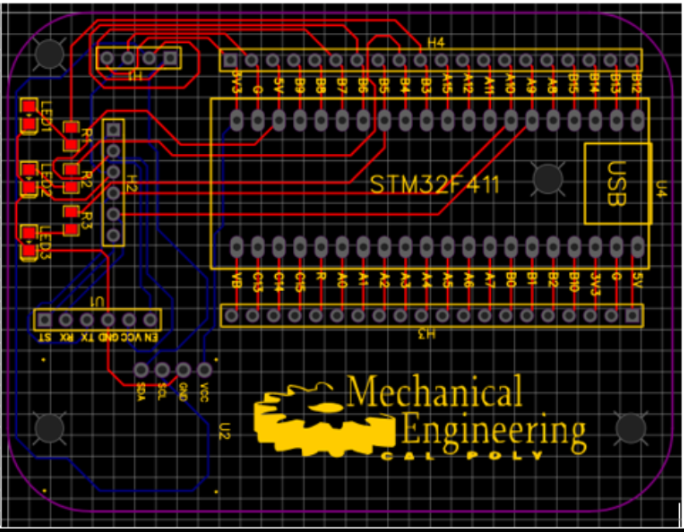 H4
H1
3V3 G 5V B9 B8 B7 B6 B5 B4 B3 A15 A12 A11 A10 A9 A8 B15 B14 B13 B12
LED1
R1
LED2
R2
H2
STM32F411
USB
U4
LED3
R3
VB C13 C14 C15 R A0 A1 A2 A3 A4 A5 A6 A7 B0 B1 B2 B10 3V3 G 5V
U1
ST RX TX GND VCC EN
H3
SDA SCL GND VCC
U2
Mechanical
Engineering
CAL POLY